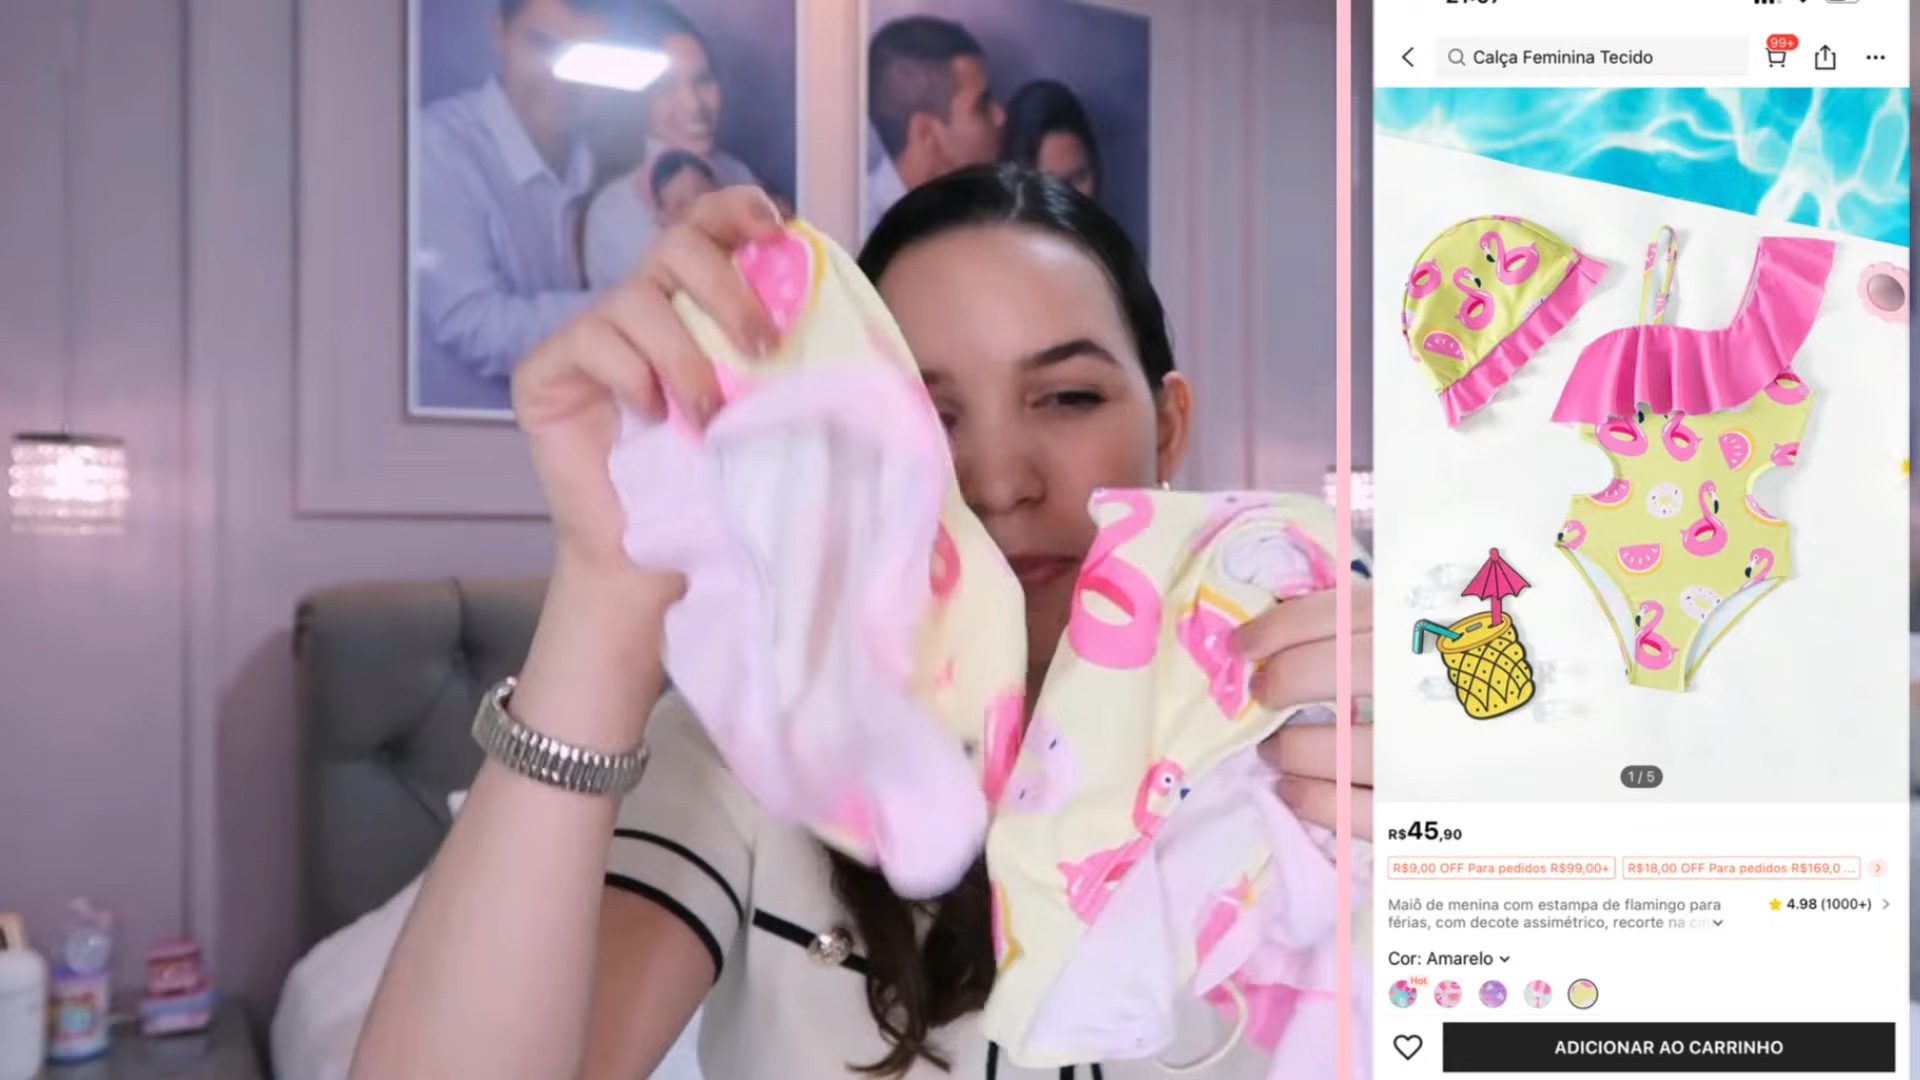 Calça Feminina Tecido
99+
1 / 5
R$45,90
R$9,00 OFF Para pedidos R$99,00+
R$18,00 OFF Para pedidos R$169,0 ...
Maiô de menina com estampa de flamingo para
férias, com decote assimétrico, recorte na
4.98 (1000+)
Cor: Amarelo
Hot
ADICIONAR AO CARRINHO